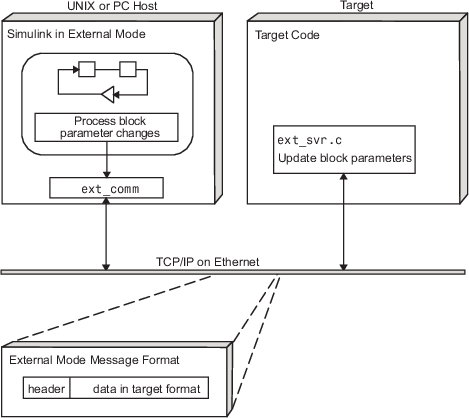 UNIX or PC Host
Target
Simulink in External Mode
Target Code
Process block
parameter changes
ext_comm
ext_svr.c
Update block parameters
TCP/IP on Ethernet
External Mode Message Format
header data in target format